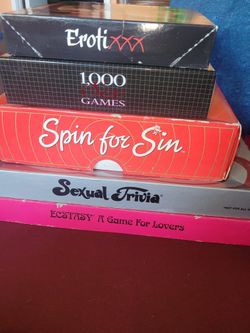 Erotixxx
1,000
GAMES
Spin for Sin
Sexual Trivia
ECSTASY A Game For Lovers